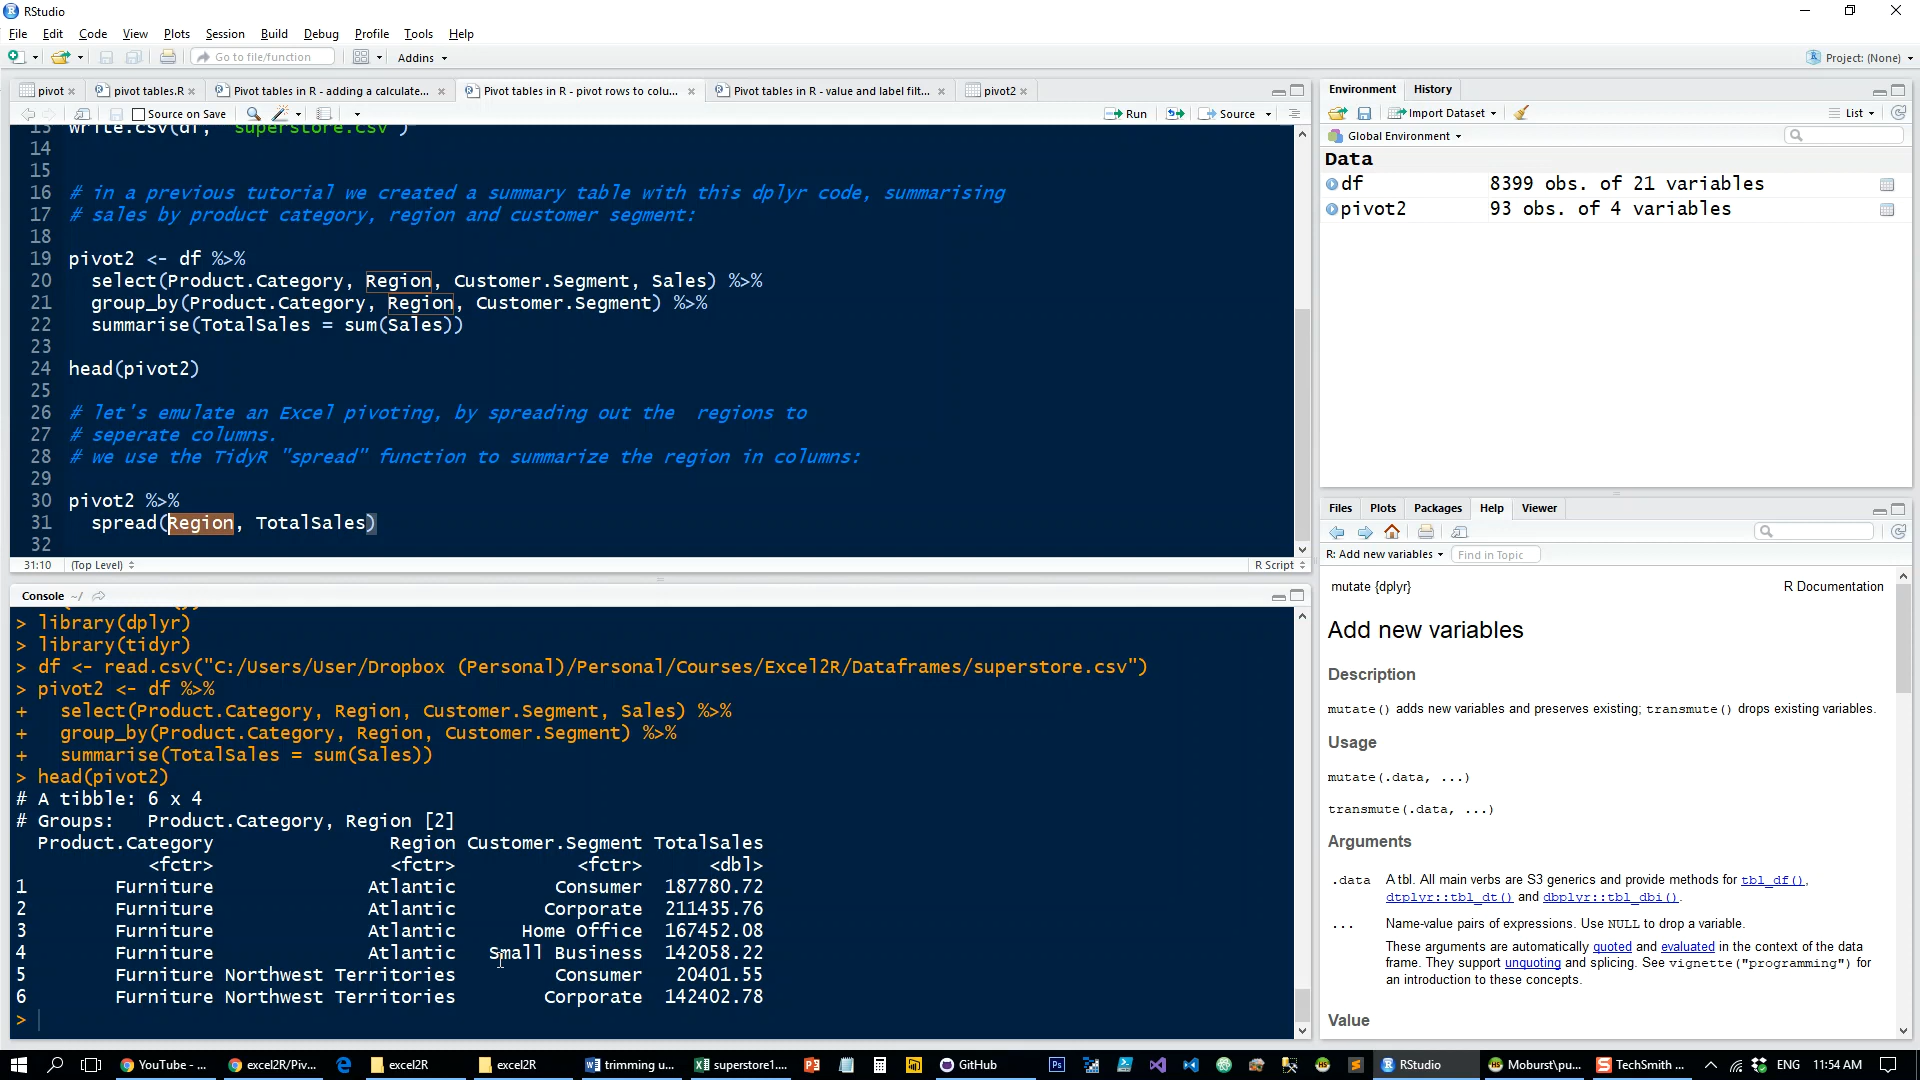 RStudio
File Edit Code View Plots Session Build Debug Profile Tools Help
Go to file/function Addins Project: (None)
pivot pivot tables.R Pivot tables in R - adding a calculate... Pivot tables in R - pivot rows to colu... Pivot tables in R - value and label filt... pivot2
Source on Save Run Source
13 write.csv(df, "superstore.csv")
14
15
16 # in a previous tutorial we created a summary table with this dplyr code, summarising
17 # sales by product category, region and customer segment:
18
19 pivot2 <- df %>%
20 select(Product.Category, Region, Customer.Segment, Sales) %>%
21 group_by(Product.Category, Region, Customer.Segment) %>%
22 summarise(TotalSales = sum(Sales))
23
24 head(pivot2)
25
26 # let's emulate an Excel pivoting, by spreading out the  regions to
27 # seperate columns.
28 # we use the TidyR "spread" function to summarize the region in columns:
29
30 pivot2 %>%
31 spread(Region, TotalSales)
32
31:10 (Top Level) R Script
Console ~/
> library(dplyr)
> library(tidyr)
> df <- read.csv("C:/Users/User/Dropbox (Personal)/Personal/Courses/Excel2R/Dataframes/superstore.csv")
> pivot2 <- df %>%
+ select(Product.Category, Region, Customer.Segment, Sales) %>%
+ group_by(Product.Category, Region, Customer.Segment) %>%
+ summarise(TotalSales = sum(Sales))
> head(pivot2)
# A tibble: 6 x 4
# Groups: Product.Category, Region [2]
Product.Category Region Customer.Segment TotalSales
<fctr> <fctr> <fctr> <dbl>
1 Furniture Atlantic Consumer 187780.72
2 Furniture Atlantic Corporate 211435.76
3 Furniture Atlantic Home Office 167452.08
4 Furniture Atlantic Small Business 142058.22
5 Furniture Northwest Territories Consumer 20401.55
6 Furniture Northwest Territories Corporate 142402.78
>
Environment History
Import Dataset List
Global Environment
Data
df 8399 obs. of 21 variables
pivot2 93 obs. of 4 variables
Files Plots Packages Help Viewer
R: Add new variables Find in Topic
mutate {dplyr} R Documentation
Add new variables
Description
mutate() adds new variables and preserves existing; transmute() drops existing variables.
Usage
mutate(.data, ...)
transmute(.data, ...)
Arguments
.data A tbl. All main verbs are S3 generics and provide methods for tbl_df(),
dtplyr::tbl_dt() and dbplyr::tbl_dbi().
... Name-value pairs of expressions. Use NULL to drop a variable.
These arguments are automatically quoted and evaluated in the context of the data
frame. They support unquoting and splicing. See vignette("programming") for
an introduction to these concepts.
Value
YouTube - ... excel2R/Piv... excel2R excel2R trimming u... superstore1.... GitHub RStudio Moburst\pu... TechSmith ... ENG 11:54 AM